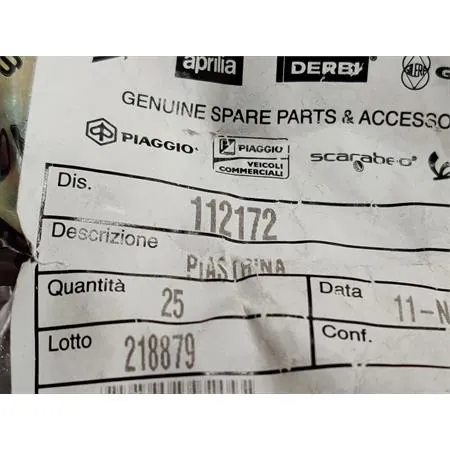 aprilia DERBI GILERA G
GENUINE SPARE PARTS & ACCESSO
PIAGGIO PIAGGIO VEICOLI COMMERCIALI scarabeo
Dis. 112172
Descrizione PIASTRINA
Quantità 25 Data 11-N
Lotto 218879 Conf.